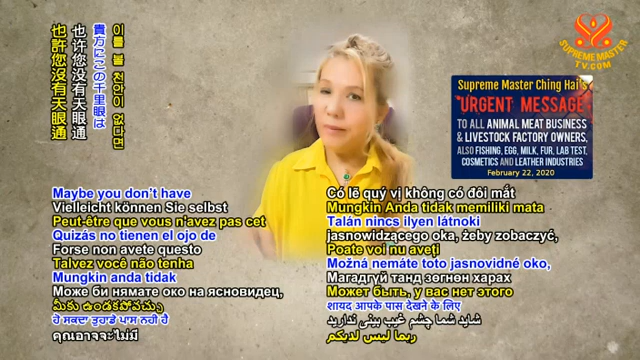 이를 볼 천안이 없다면
貴方にこの千里眼は
也许您没有天眼通
也許您沒有天眼通
SUPREME MASTER
TV.COM
Supreme Master Ching Hai's
"URGENT MESSAGE"
TO ALL ANIMAL MEAT BUSINESS
& LIVESTOCK FACTORY OWNERS,
ALSO FISHING, EGG, MILK, FUR, LAB TEST,
COSMETICS AND LEATHER INDUSTRIES
February 22, 2020
Maybe you don't have
Vielleicht können Sie selbst
Peut-être que vous n'avez pas cet
Quizás no tienen el ojo de
Forse non avete questo
Talvez você não tenha
Mungkin anda tidak
Може би нямате око на ясновидец,
మీకు ఉండకపోవచ్చు
ਹੋ ਸਕਦਾ ਤੁਹਾਡੇ ਪਾਸ ਨਹੀ ਹੈ
คุณอาจจะไม่มี
Có lẽ quý vị không có đôi mắt
Mungkin Anda tidak memiliki mata
Talán nincs ilyen látnoki
jasnowidzącego oka, żeby zobaczyć,
Poate voi nu aveți
Možná nemáte toto jasnovidné oko,
Магадгүй танд зөгнөн харах
Может быть, у вас нет этого
शायद आपके पास देखने के लिए
شاید شما چشم غیب بینی ندارید
ربما ليس لديكم